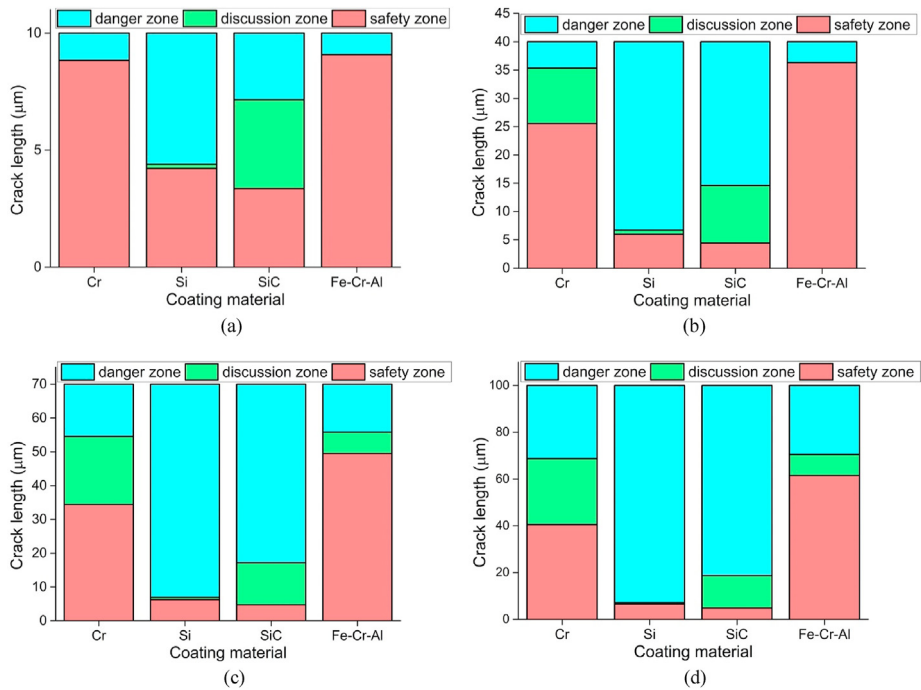 danger zone discussion zone safety zone
10
5
0
Crack length (μm)
Cr Si SiC Fe-Cr-Al
Coating material
(a)
danger zone discussion zone safety zone
45
40
35
30
25
20
15
10
5
0
Crack length (μm)
Cr Si SiC Fe-Cr-Al
Coating material
(b)
danger zone discussion zone safety zone
70
60
50
40
30
20
10
0
Crack length (μm)
Cr Si SiC Fe-Cr-Al
Coating material
(c)
danger zone discussion zone safety zone
100
80
60
40
20
0
Crack length (μm)
Cr Si SiC Fe-Cr-Al
Coating material
(d)